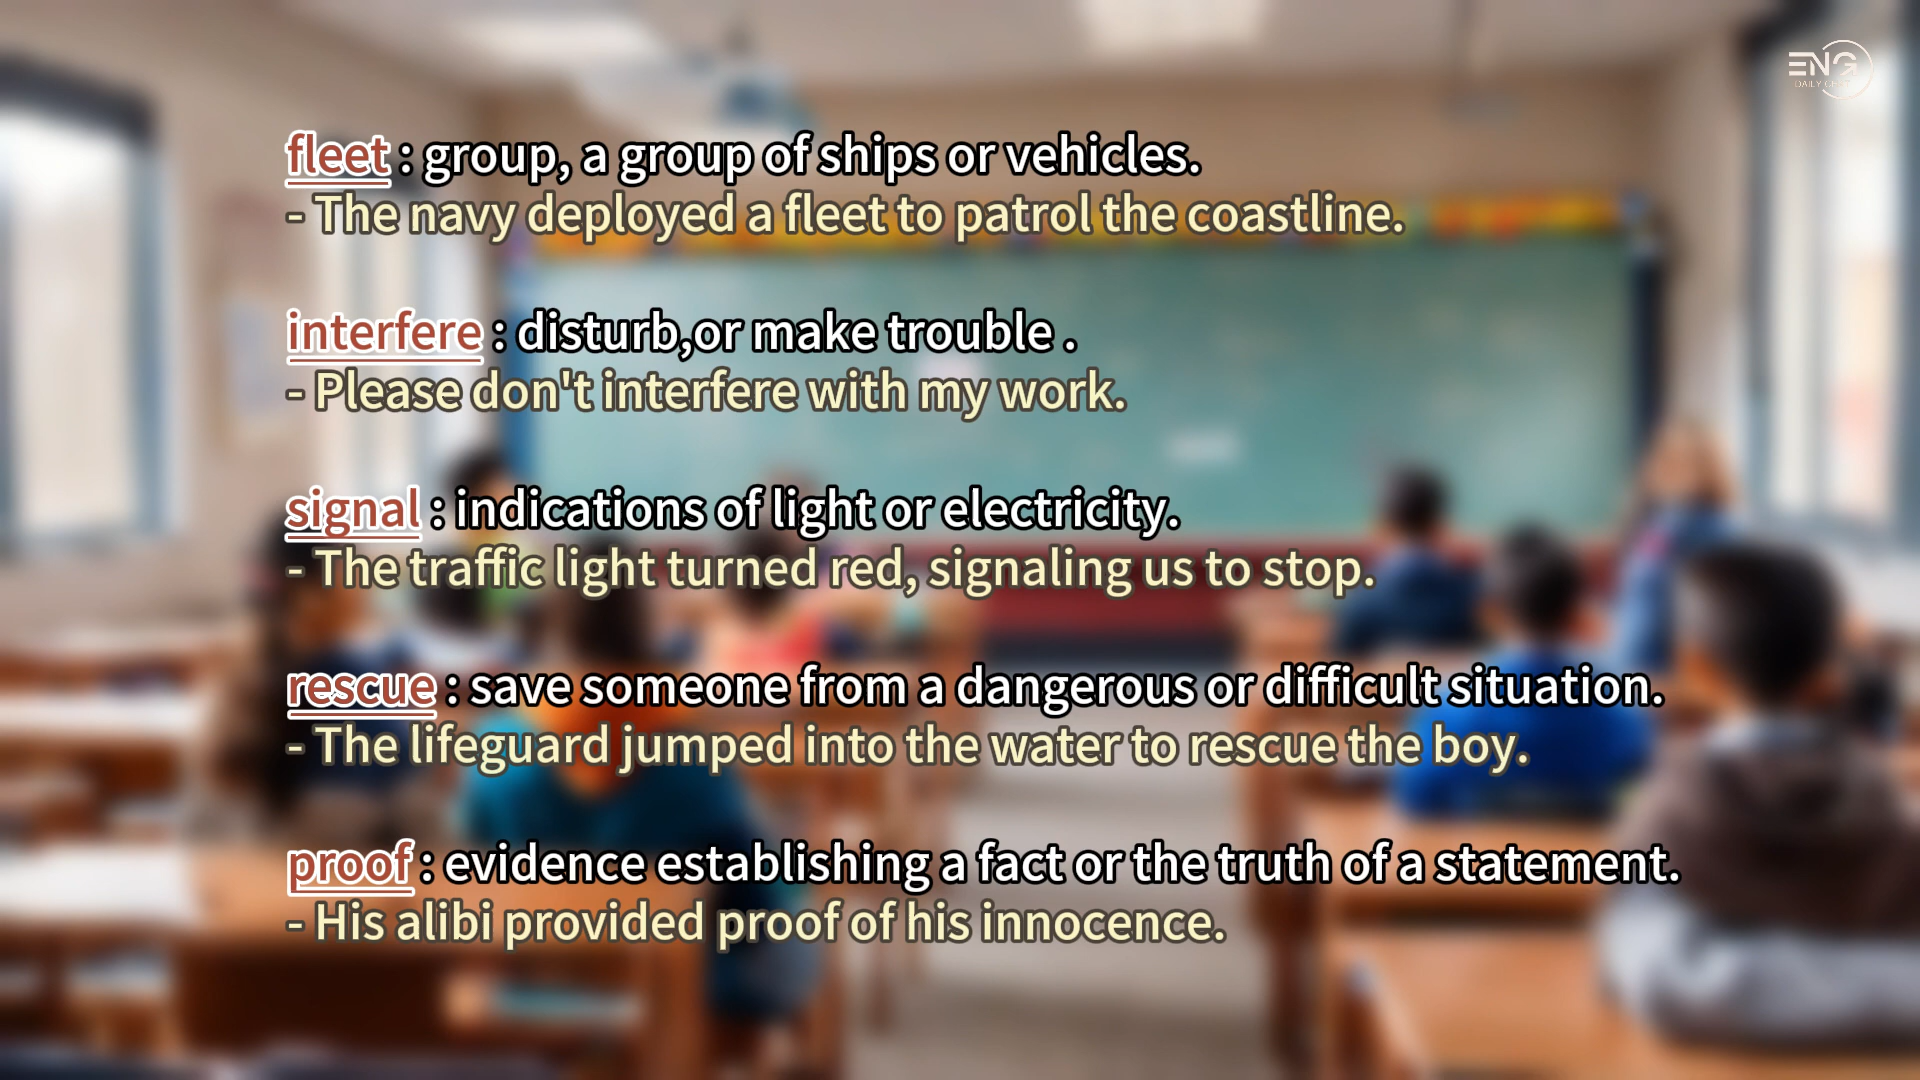 ENG
DAILY
fleet : group, a group of ships or vehicles.
- The navy deployed a fleet to patrol the coastline.
interfere : disturb,or make trouble .
- Please don't interfere with my work.
signal : indications of light or electricity.
- The traffic light turned red, signaling us to stop.
rescue : save someone from a dangerous or difficult situation.
- The lifeguard jumped into the water to rescue the boy.
proof : evidence establishing a fact or the truth of a statement.
- His alibi provided proof of his innocence.